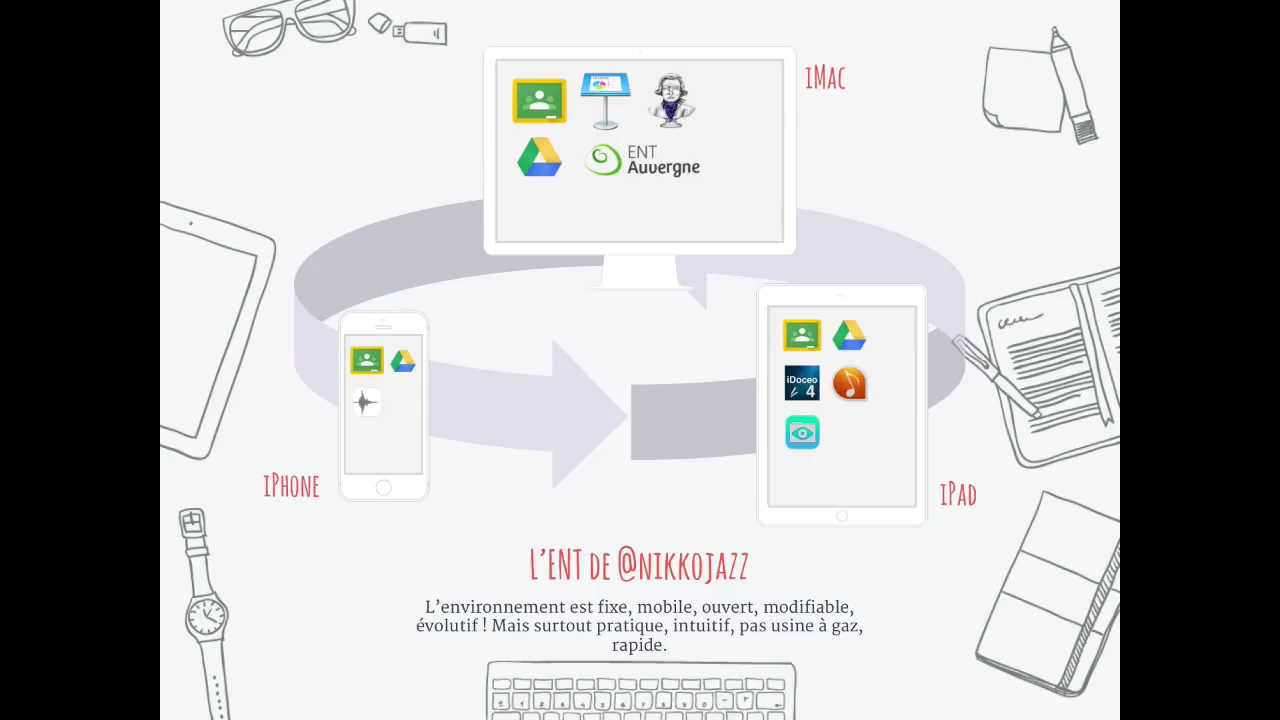 iMac
ENT
Auvergne
iDoceo
4
iPhone
iPad
L'ENT de @nikkojazz
L'environnement est fixe, mobile, ouvert, modifiable,
évolutif ! Mais surtout pratique, intuitif, pas usine à gaz,
rapide.